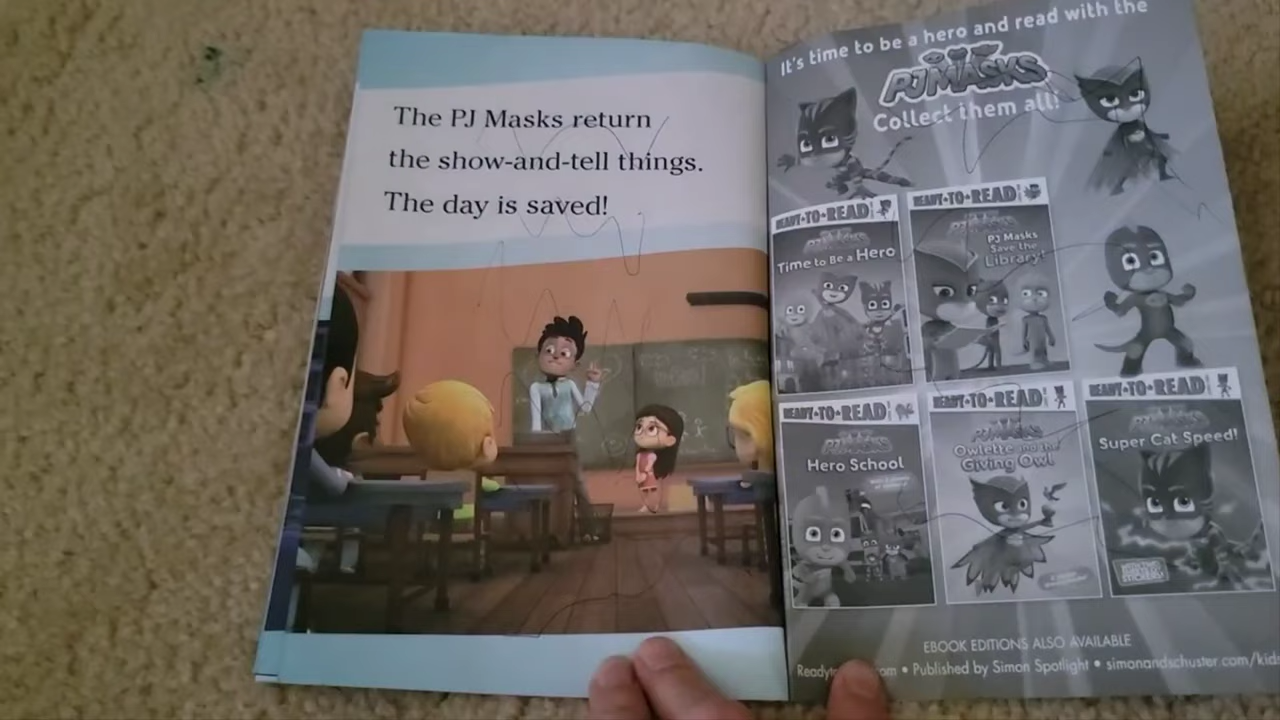 The PJ Masks return
the show-and-tell things.
The day is saved!
It's time to be a hero and read with the
PJ MASKS
Collect them all!
READY-TO-READ
PJ MASKS
Time to Be a Hero
READY-TO-READ
PJ MASKS
PJ Masks
Save the
Library!
READY-TO-READ
PJ MASKS
Hero School
READY-TO-READ
PJ MASKS
Owlette and the
Giving Owl
READY-TO-READ
PJ MASKS
Super Cat Speed!
EBOOK EDITIONS ALSO AVAILABLE
• Published by Simon Spotlight • simonandschuster.com/kids